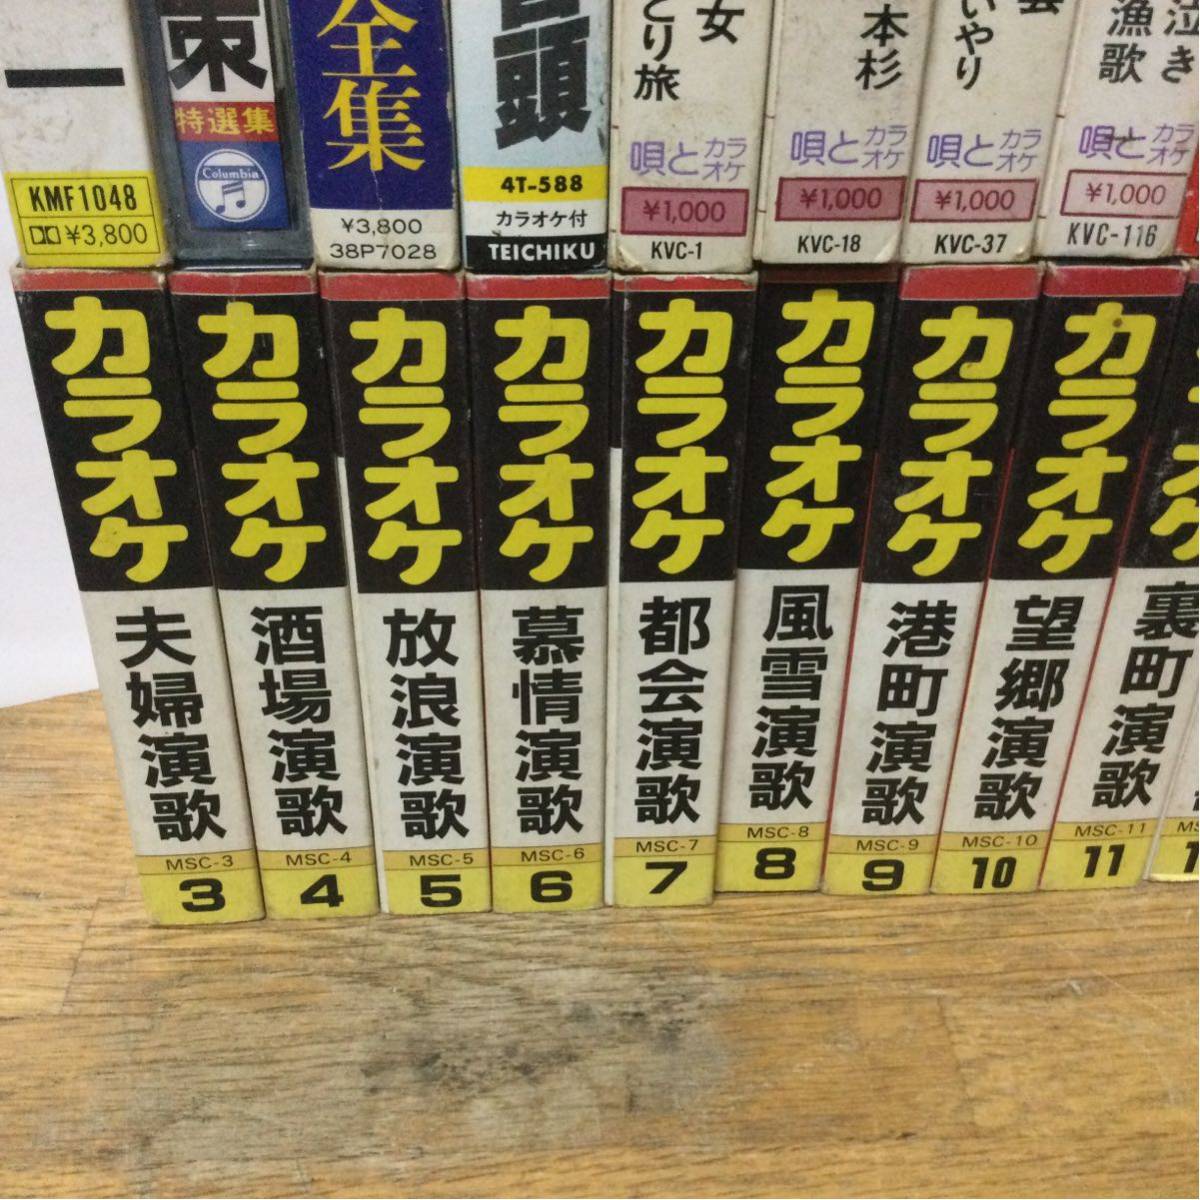 一
KMF1048
¥3,800
特選集
Columbia
全集
¥3,800
38P7028
音頭
4T-588
カラオケ付
TEICHIKU
女
とり旅
唄とカラオケ
¥1,000
KVC-1
本杉
唄とカラオケ
¥1,000
KVC-18
いやり
唄とカラオケ
¥1,000
KVC-37
泣き
漁歌
唄とカラオケ
¥1,000
KVC-116
カラオケ
夫婦演歌
MSC-3
3
カラオケ
酒場演歌
MSC-4
4
カラオケ
放浪演歌
MSC-5
5
カラオケ
慕情演歌
MSC-6
6
カラオケ
都会演歌
MSC-7
7
カラオケ
風雪演歌
MSC-8
8
カラオケ
港町演歌
MSC-9
9
カラオケ
望郷演歌
MSC-10
10
裏町演歌
MSC-11
11